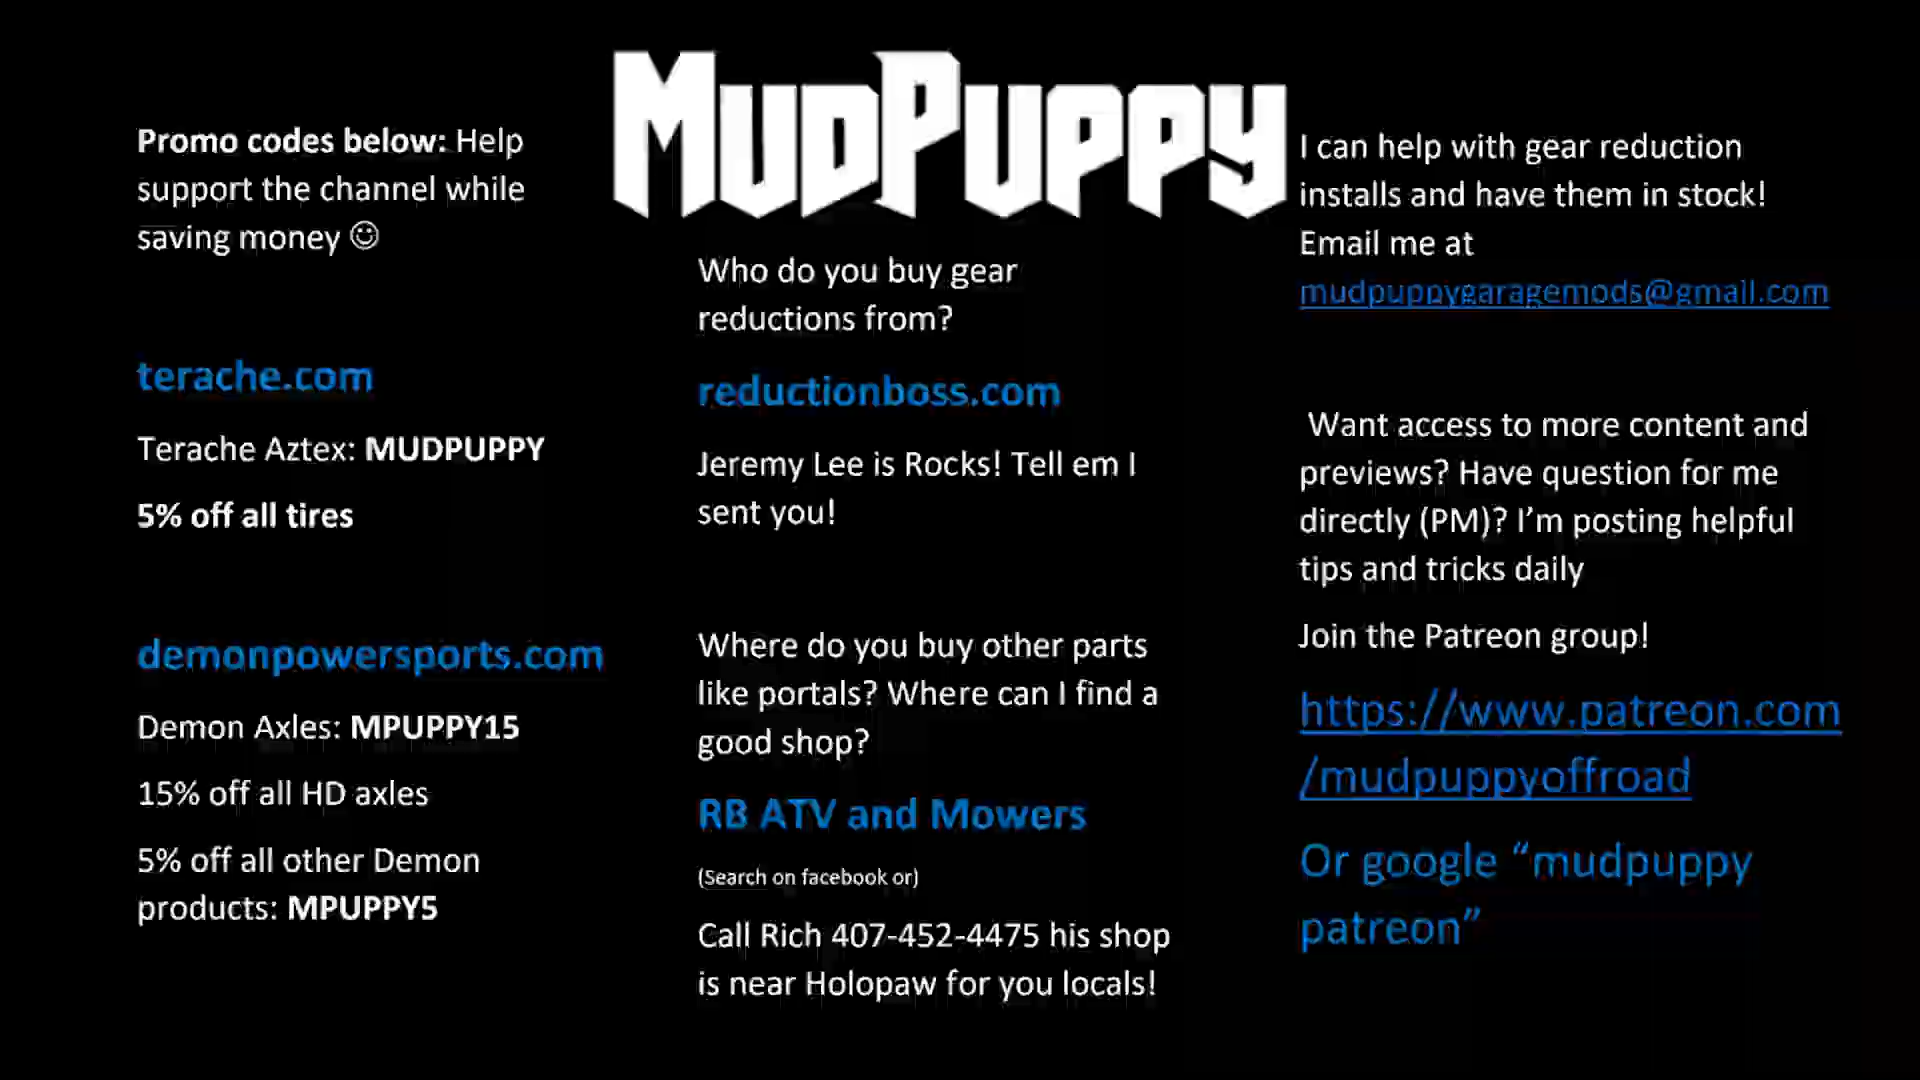 MUDPUPPY
Promo codes below: Help
support the channel while
saving money ☺
terache.com
Terache Aztex: MUDPUPPY
5% off all tires
demonpowersports.com
Demon Axles: MPUPPY15
15% off all HD axles
5% off all other Demon
products: MPUPPY5
Who do you buy gear
reductions from?
reductionboss.com
Jeremy Lee is Rocks! Tell em I
sent you!
Where do you buy other parts
like portals? Where can I find a
good shop?
RB ATV and Mowers
(Search on facebook or)
Call Rich 407-452-4475 his shop
is near Holopaw for you locals!
I can help with gear reduction
installs and have them in stock!
Email me at
mudpuppygaragemods@gmail.com
Want access to more content and
previews? Have question for me
directly (PM)? I’m posting helpful
tips and tricks daily
Join the Patreon group!
https://www.patreon.com
/mudpuppyoffroad
Or google “mudpuppy
patreon”